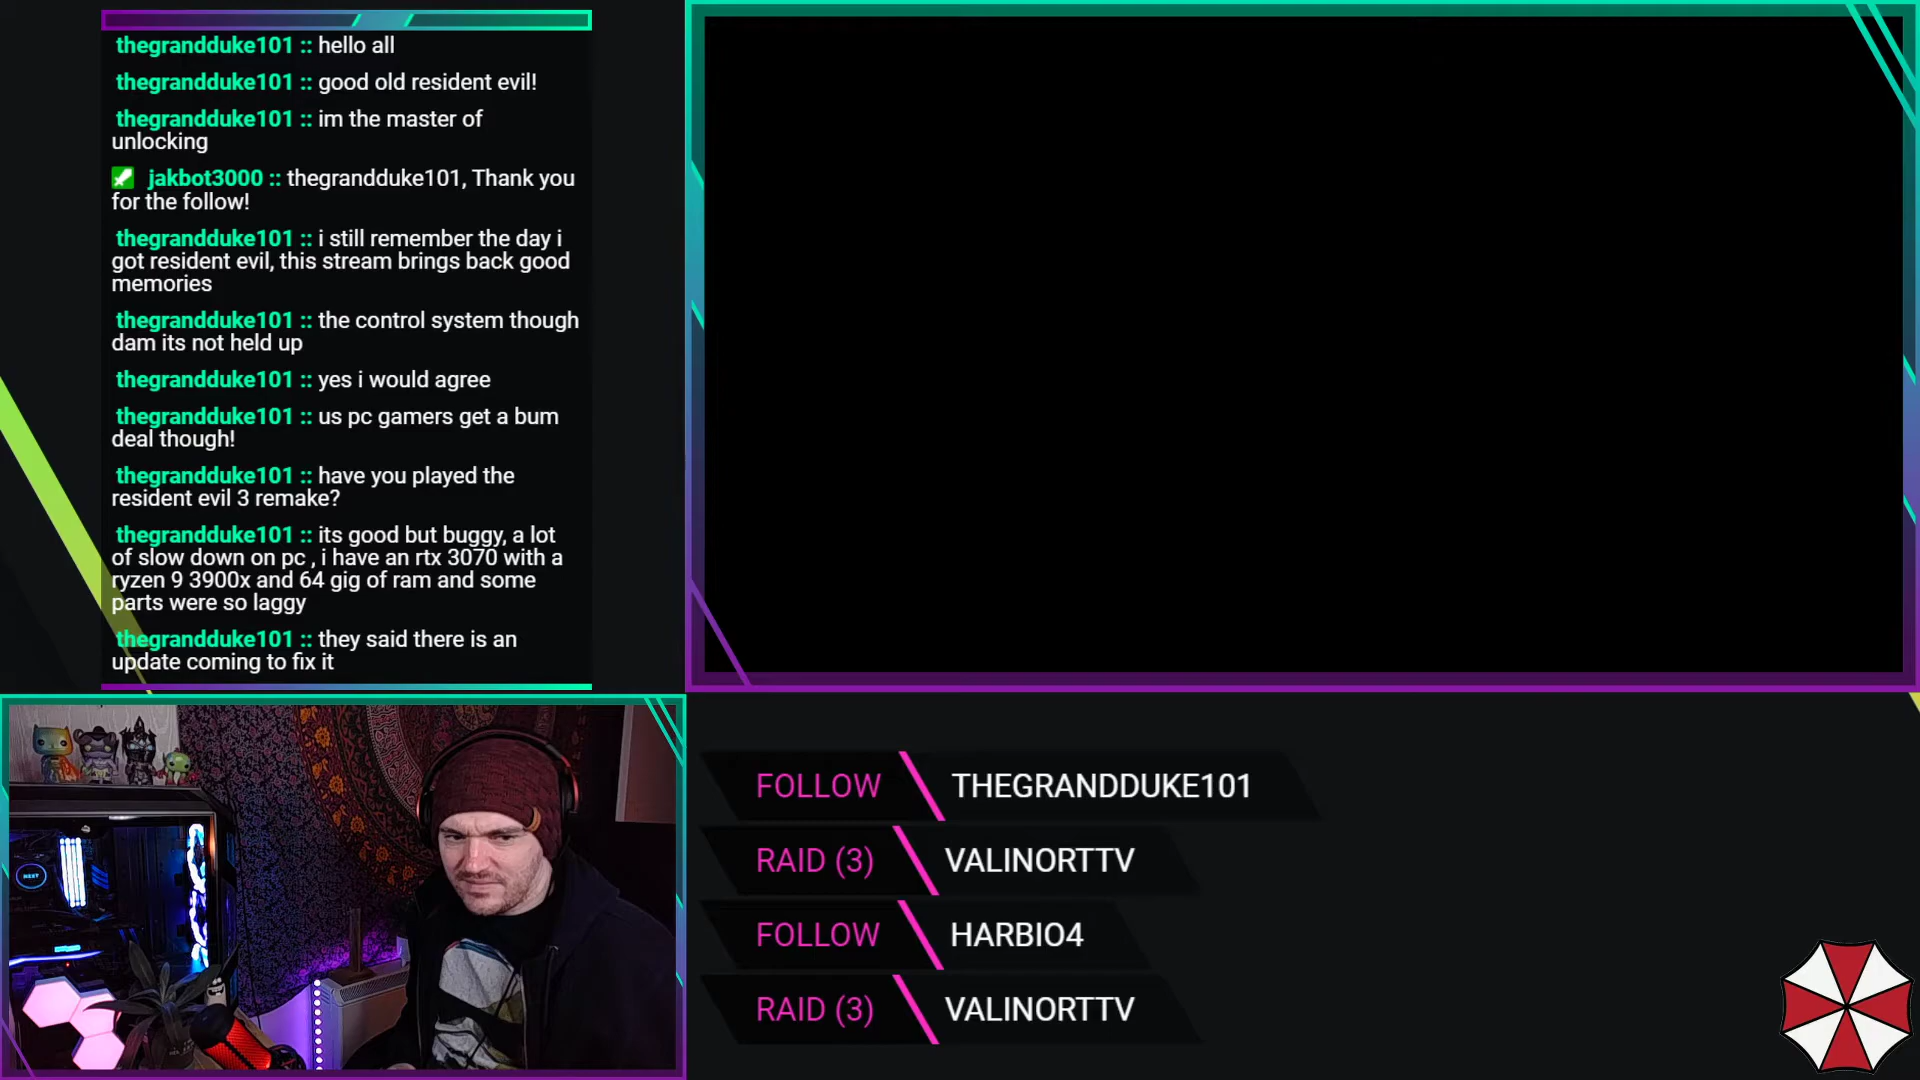 thegrandduke101 :: hello all
thegrandduke101 :: good old resident evil!
thegrandduke101 :: im the master of
unlocking
jakbot3000 :: thegrandduke101, Thank you
for the follow!
thegrandduke101 :: i still remember the day i
got resident evil, this stream brings back good
memories
thegrandduke101 :: the control system though
dam its not held up
thegrandduke101 :: yes i would agree
thegrandduke101 :: us pc gamers get a bum
deal though!
thegrandduke101 :: have you played the
resident evil 3 remake?
thegrandduke101 :: its good but buggy, a lot
of slow down on pc , i have an rtx 3070 with a
ryzen 9 3900x and 64 gig of ram and some
parts were so laggy
thegrandduke101 :: they said there is an
update coming to fix it
NZXT
FOLLOW THEGRANDDUKE101
RAID (3) VALINORTTV
FOLLOW HARBIO4
RAID (3) VALINORTTV